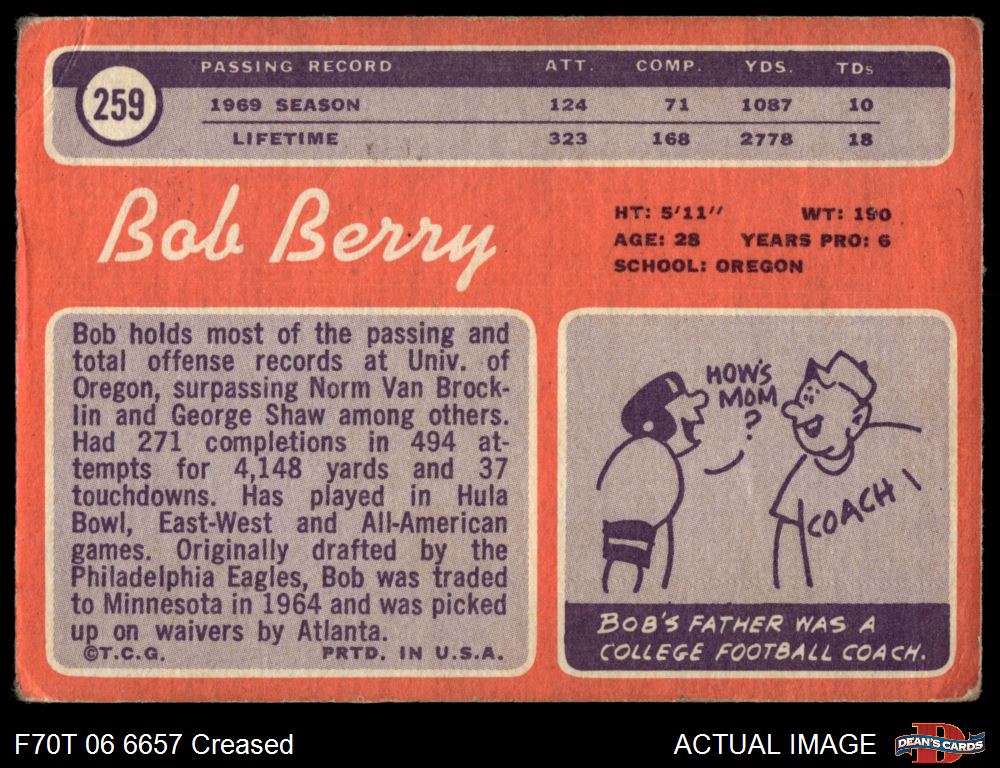 259
PASSING RECORD ATT. COMP. YDS. TDs
1969 SEASON 124 71 1087 10
LIFETIME 323 168 2778 18
Bob Berry
HT: 5'11" WT: 190
AGE: 28 YEARS PRO: 6
SCHOOL: OREGON
Bob holds most of the passing and
total offense records at Univ. of
Oregon, surpassing Norm Van Brock-
lin and George Shaw among others.
Had 271 completions in 494 at-
tempts for 4,148 yards and 37
touchdowns. Has played in Hula
Bowl, East-West and All-American
games. Originally drafted by the
Philadelphia Eagles, Bob was traded
to Minnesota in 1964 and was picked
up on waivers by Atlanta.
©T.C.G. PRTD. IN U.S.A.
HOW'S
MOM
?
COACH
BOB'S FATHER WAS A
COLLEGE FOOTBALL COACH.
F70T 06 6657 Creased
ACTUAL IMAGE
D
DEAN'S CARDS